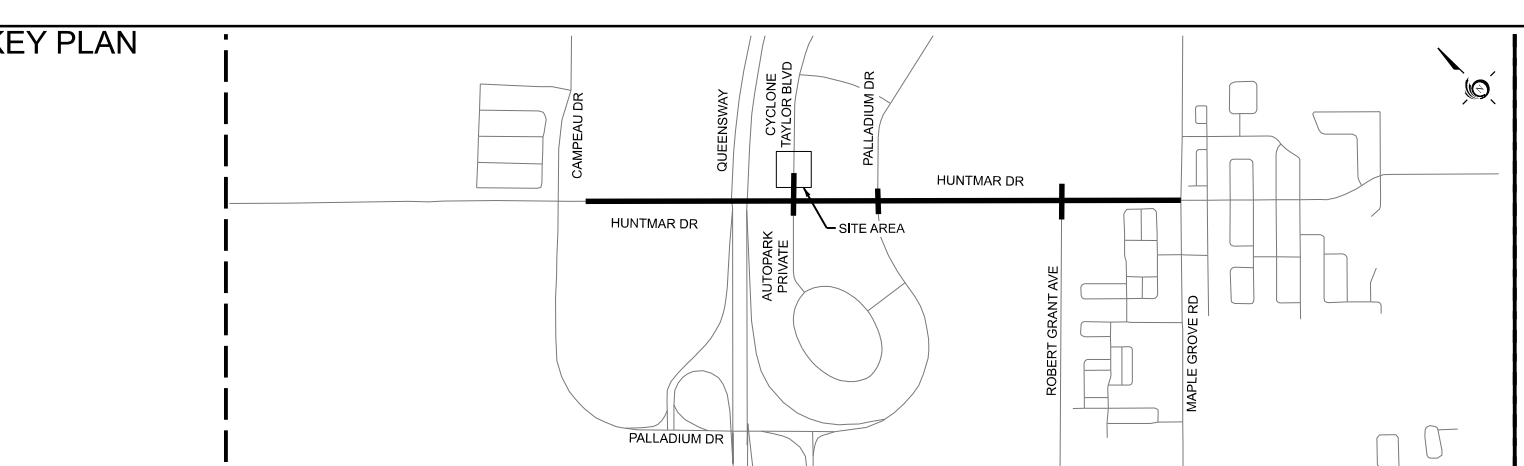 KEY PLAN
CAMPEAU DR
QUEENSWAY
CYCLONE
TAYLOR BLVD
PALLADIUM DR
HUNTMAR DR
HUNTMAR DR
SITE AREA
AUTOPARK
PRIVATE
ROBERT GRANT AVE
MAPLE GROVE RD
PALLADIUM DR